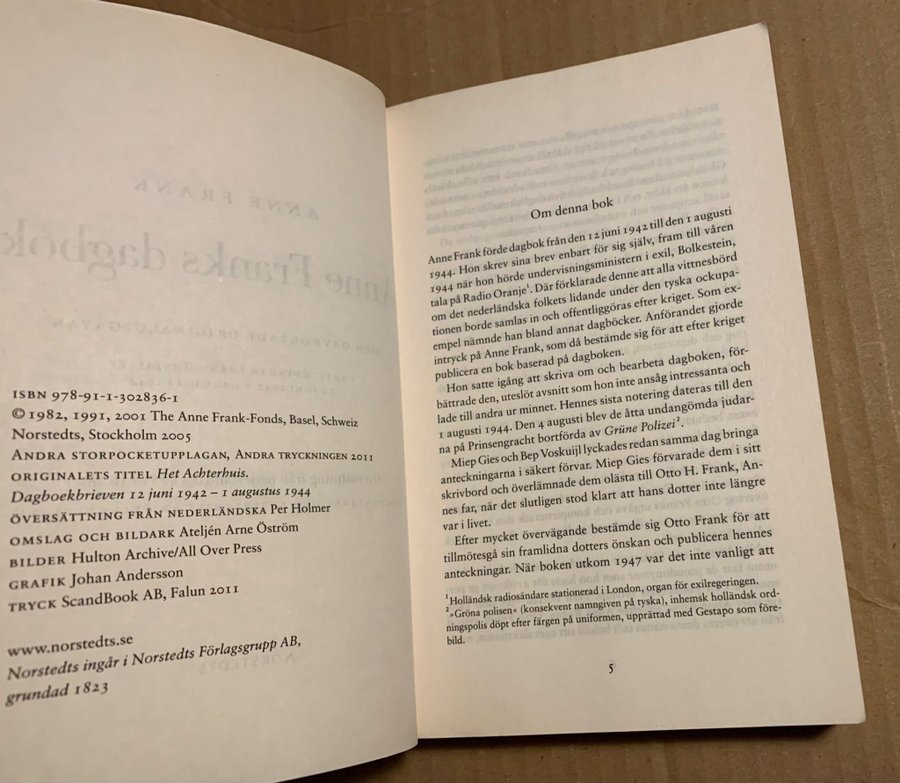 ISBN 978-91-1-302836-1
© 1982, 1991, 2001 The Anne Frank-Fonds, Basel, Schweiz
Norstedts, Stockholm 2005
ANDRA STORPOCKETUPPLAGAN, ANDRA TRYCKNINGEN 2011
ORIGINALETS TITEL Het Achterhuis.
Dagboekbrieven 12 juni 1942 – 1 augustus 1944
ÖVERSÄTTNING FRÅN NEDERLÄNDSKA Per Holmer
OMSLAG OCH BILDARK Ateljén Arne Öström
BILDER Hulton Archive/All Over Press
GRAFIK Johan Andersson
TRYCK ScandBook AB, Falun 2011
www.norstedts.se
Norstedts ingår i Norstedts Förlagsgrupp AB,
grundad 1823
Om denna bok
Anne Frank förde dagbok från den 12 juni 1942 till den 1 augusti
1944. Hon skrev sina brev enbart för sig själv, fram till våren
1944 när hon hörde undervisningsministern i exil, Bolkestein,
tala på Radio Oranje¹. Där förklarade denne att alla vittnesbörd
om det nederländska folkets lidande under den tyska ockupa-
tionen borde samlas in och offentliggöras efter kriget. Som ex-
empel nämnde han bland annat dagböcker. Anförandet gjorde
intryck på Anne Frank, som då bestämde sig för att efter kriget
publicera en bok baserad på dagboken.
Hon satte igång att skriva om och bearbeta dagboken, för-
bättrade den, uteslöt avsnitt som hon inte ansåg intressanta och
lade till andra ur minnet. Hennes sista notering dateras till den
1 augusti 1944. Den 4 augusti blev de åtta undangömda judar-
na på Prinsengracht bortförda av Grüne Polizei².
Miep Gies och Bep Voskuijl lyckades redan samma dag bringa
anteckningarna i säkert förvar. Miep Gies förvarade dem i sitt
skrivbord och överlämnade dem olästa till Otto H. Frank, An-
nes far, när det slutligen stod klart att hans dotter inte längre
var i livet.
Efter mycket övervägande bestämde sig Otto Frank för att
tillmötesgå sin framlidna dotters önskan och publicera hennes
anteckningar. När boken utkom 1947 var det inte vanligt att
¹ Holländsk radiosändare stationerad i London, organ för exilregeringen.
² »Gröna polisen« (konsekvent namngiven på tyska), inhemsk holländsk ord-
ningspolis döpt efter färgen på uniformen, upprättad med Gestapo som före-
bild.
5